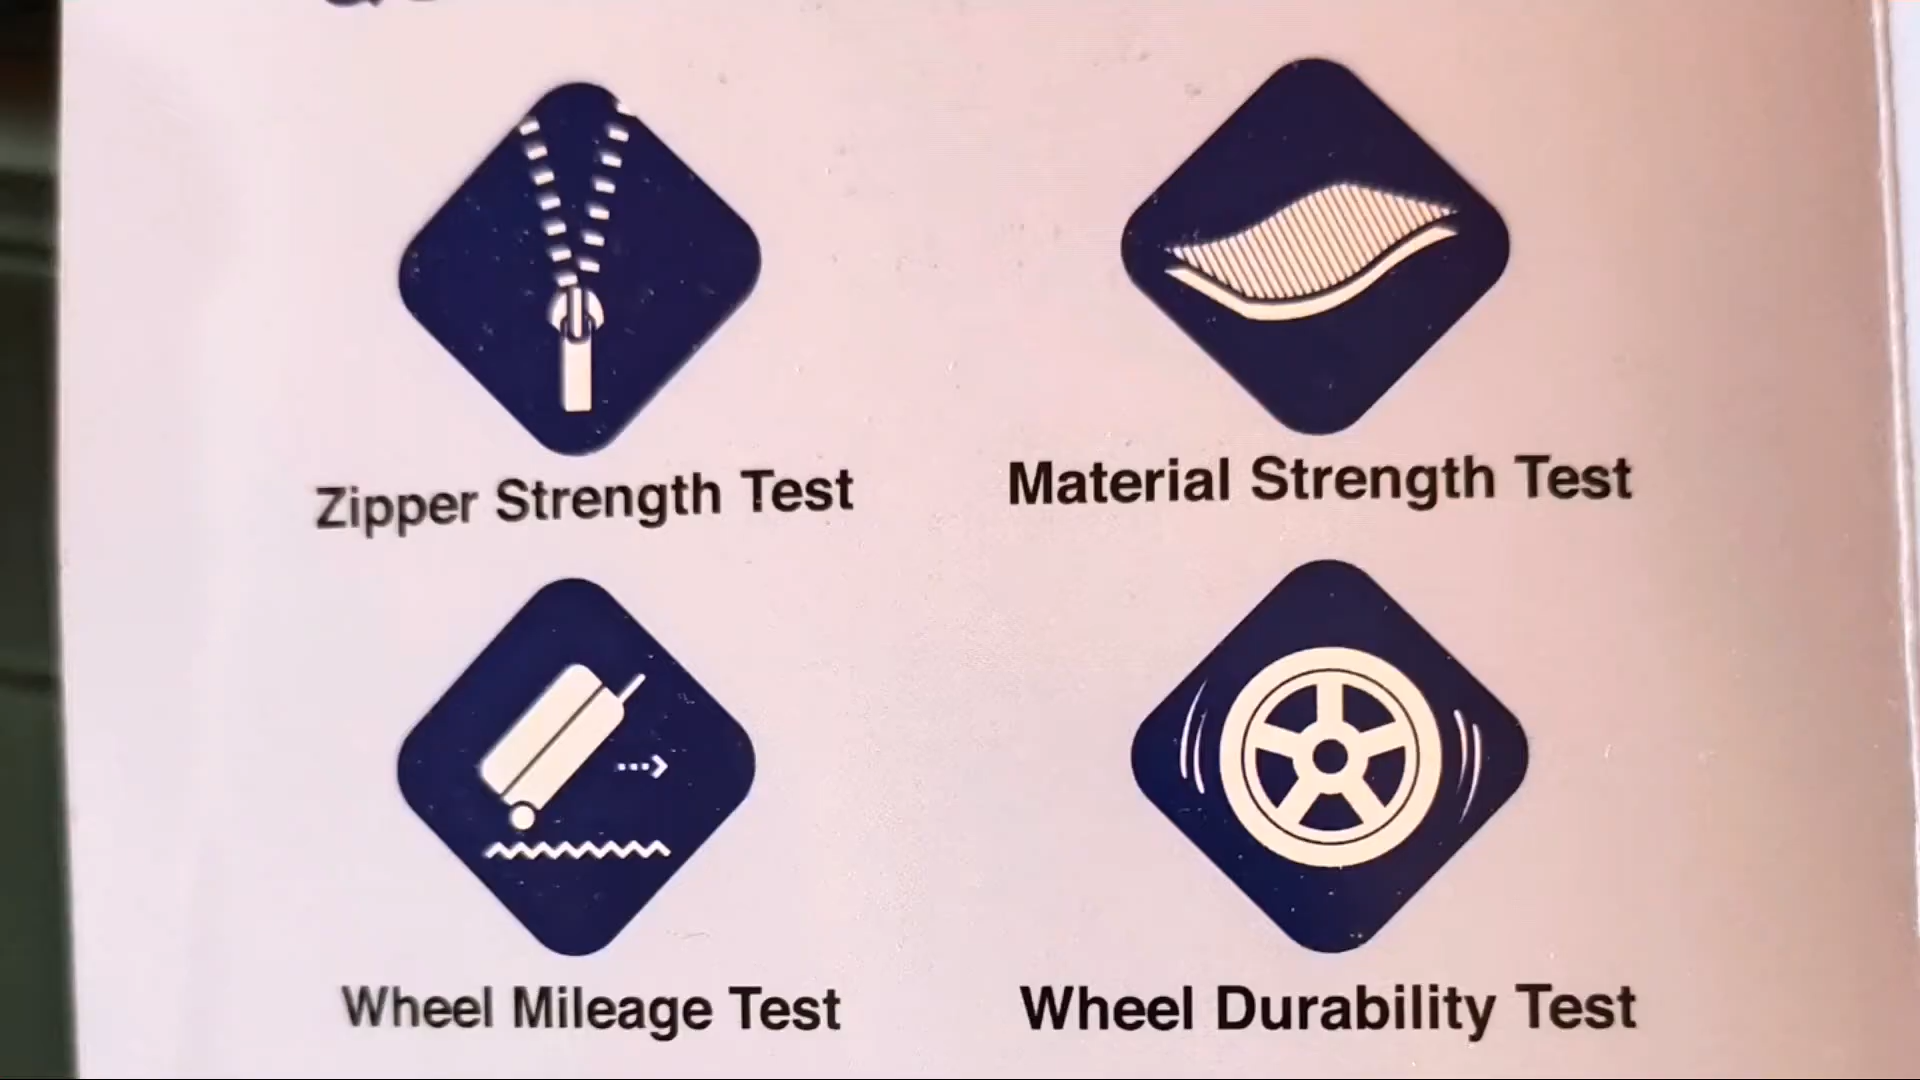 Zipper Strength Test
Material Strength Test
Wheel Mileage Test
Wheel Durability Test